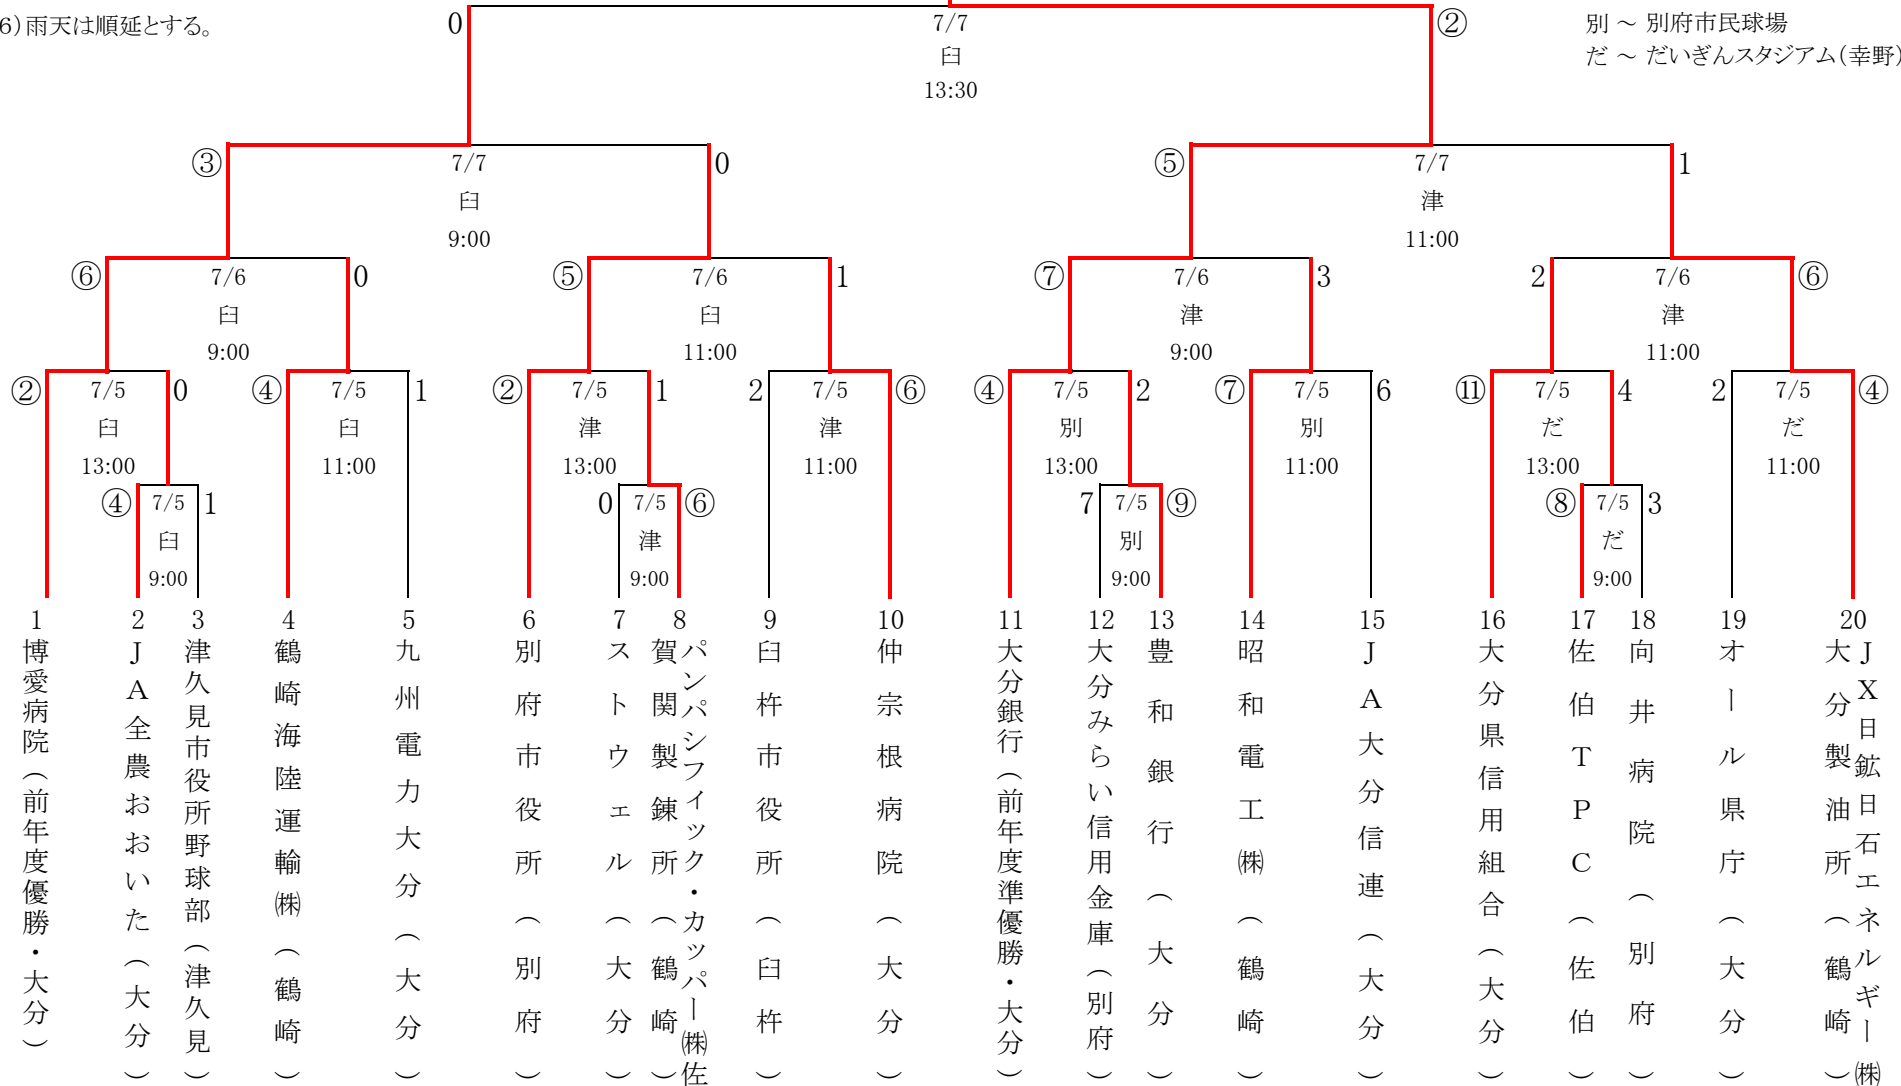 6）雨天は順延とする。
別 ～ 別府市民球場
だ ～ だいぎんスタジアム（幸野）
0
7/7
臼
13:30
②
③
7/7
臼
9:00
0
⑤
7/7
津
11:00
1
⑥
7/6
臼
9:00
0
⑤
7/6
臼
11:00
1
⑦
7/6
津
9:00
3
2
7/6
津
11:00
⑥
②
7/5
臼
13:00
0
④
7/5
臼
11:00
1
②
7/5
津
13:00
1
2
7/5
津
11:00
⑥
④
7/5
別
13:00
2
⑦
7/5
別
11:00
6
⑪
7/5
だ
13:00
4
2
7/5
だ
11:00
④
④
7/5
臼
9:00
1
0
7/5
津
9:00
⑥
7
7/5
別
9:00
⑨
⑧
7/5
だ
9:00
3
1
博愛病院（前年度優勝・大分）
2
JA全農おおいた（大分）
3
津久見市役所野球部（津久見）
4
鶴崎海陸運輸㈱（鶴崎）
5
九州電力大分（大分）
6
別府市役所（別府）
7
ストウェル（大分）
8
パンパシフィック・カッパー㈱佐
賀関製錬所（鶴崎）
9
臼杵市役所（臼杵）
10
仲宗根病院（大分）
11
大分銀行（前年度準優勝・大分）
12
大分みらい信用金庫（別府）
13
豊和銀行（大分）
14
昭和電工㈱（鶴崎）
15
JA大分信連（大分）
16
大分県信用組合（大分）
17
佐伯TPC（佐伯）
18
向井病院（別府）
19
オール県庁（大分）
20
JX日鉱日石エネルギー㈱
大分製油所（鶴崎）